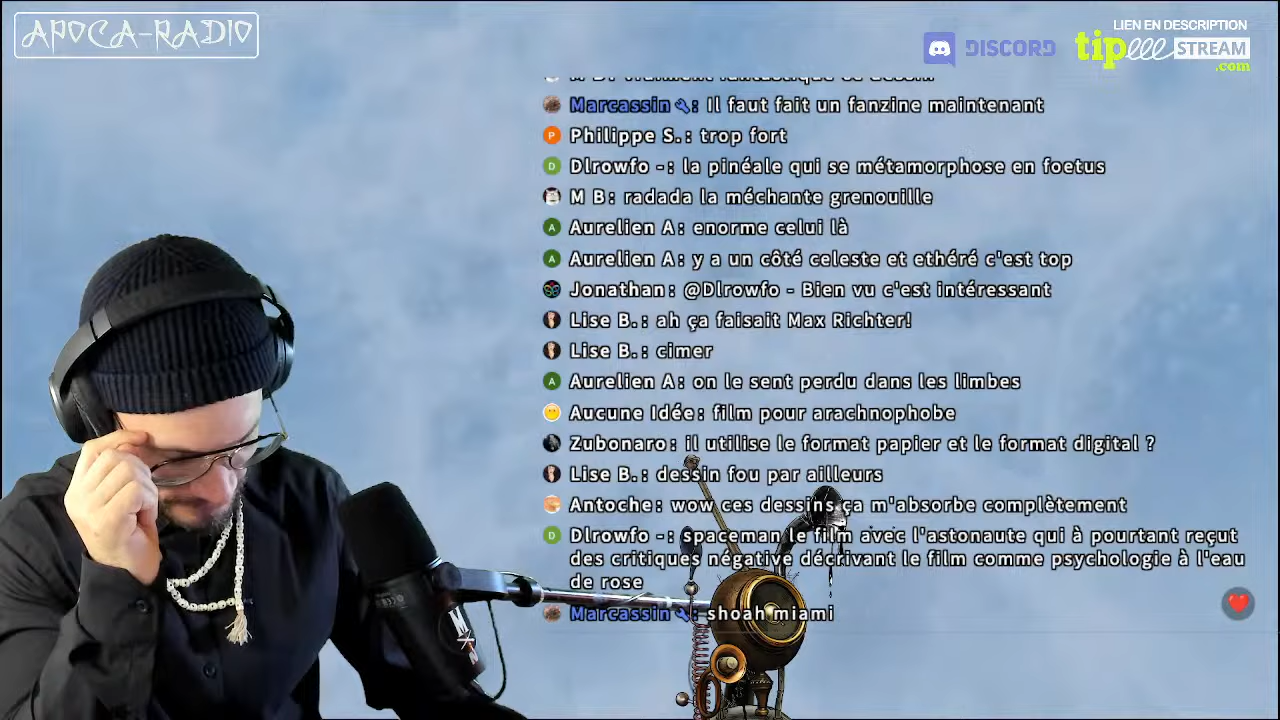 APOCA-RADIO
LIEN EN DESCRIPTION
DISCORD
tipeee STREAM
.com
Marcassin : Il faut fait un fanzine maintenant
P Philippe S. : trop fort
D Dlrowfo - : la pinéale qui se métamorphose en foetus
M B : radada la méchante grenouille
A Aurelien A : enorme celui là
A Aurelien A : y a un côté celeste et ethéré c'est top
Jonathan : @Dlrowfo - Bien vu c'est intéressant
Lise B. : ah ça faisait Max Richter!
Lise B. : cimer
A Aurelien A : on le sent perdu dans les limbes
Aucune Idée : film pour arachnophobe
Zubonaro : il utilise le format papier et le format digital ?
Lise B. : dessin fou par ailleurs
Antoche : wow ces dessins ça m'absorbe complètement
D Dlrowfo - : spaceman le film avec l'astonaute qui à pourtant reçut
des critiques négative décrivant le film comme psychologie à l'eau
de rose
Marcassin : shoah miami